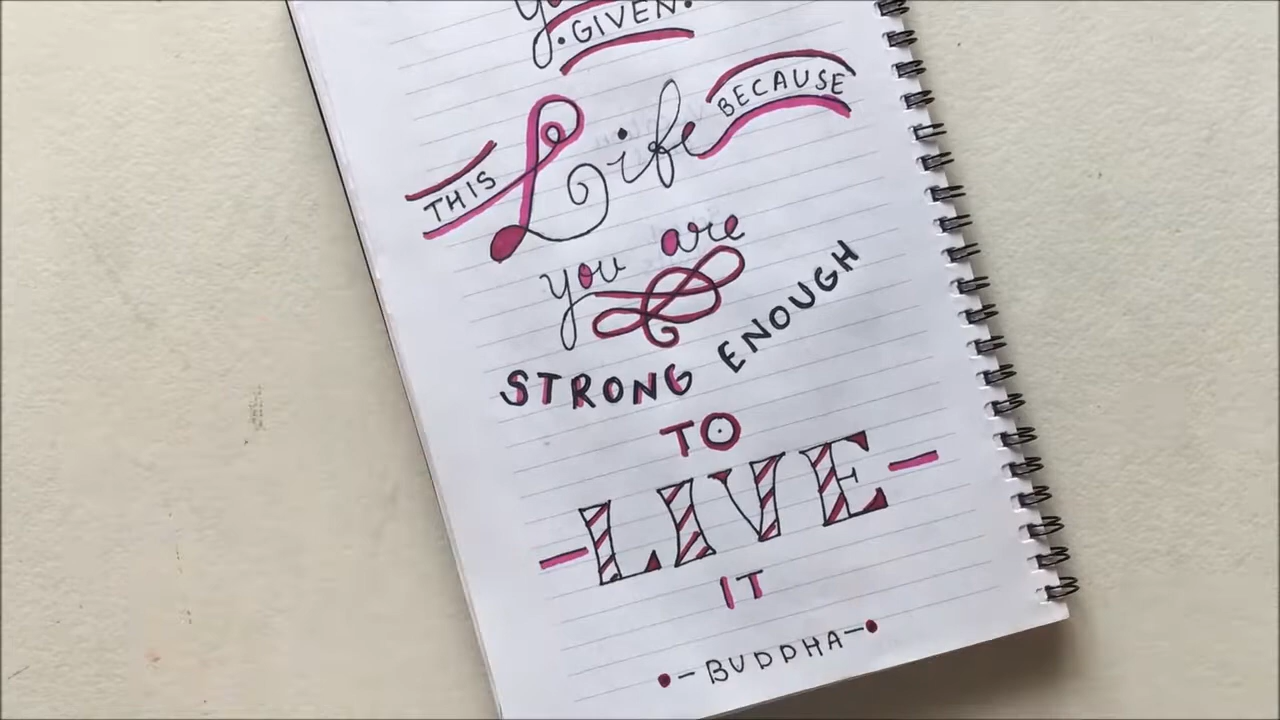 GIVEN.
THIS Life BECAUSE
you are
STRONG ENOUGH
TO
LIVE
IT
BUDDHA